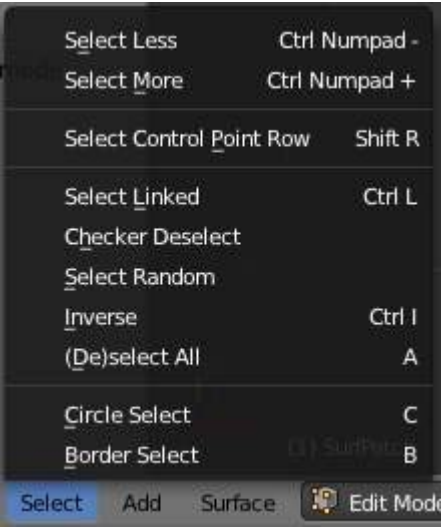 Select Less Ctrl Numpad -
Select More Ctrl Numpad +
Select Control Point Row Shift R
Select Linked Ctrl L
Checker Deselect
Select Random
Inverse Ctrl I
(De)select All A
Circle Select C
Border Select B
Select Add Surface Edit Mode